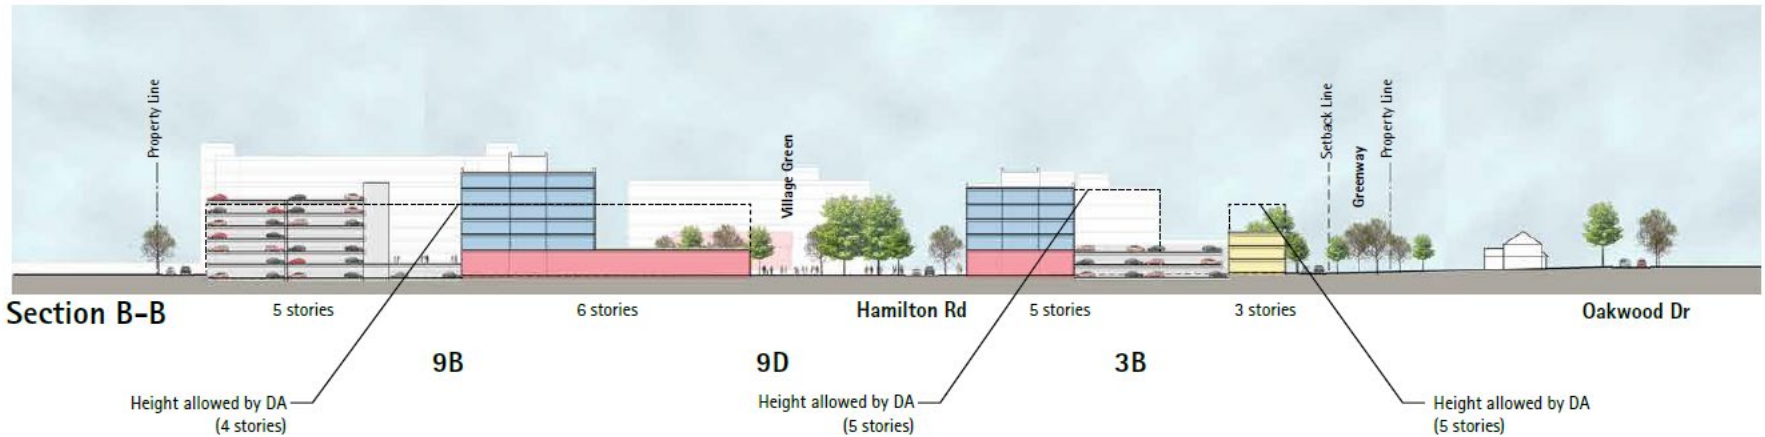 Property Line
Village Green
Setback Line
Greenway
Property Line
Section B-B
5 stories
6 stories
Hamilton Rd
5 stories
3 stories
Oakwood Dr
9B
9D
3B
Height allowed by DA
(4 stories)
Height allowed by DA
(5 stories)
Height allowed by DA
(5 stories)